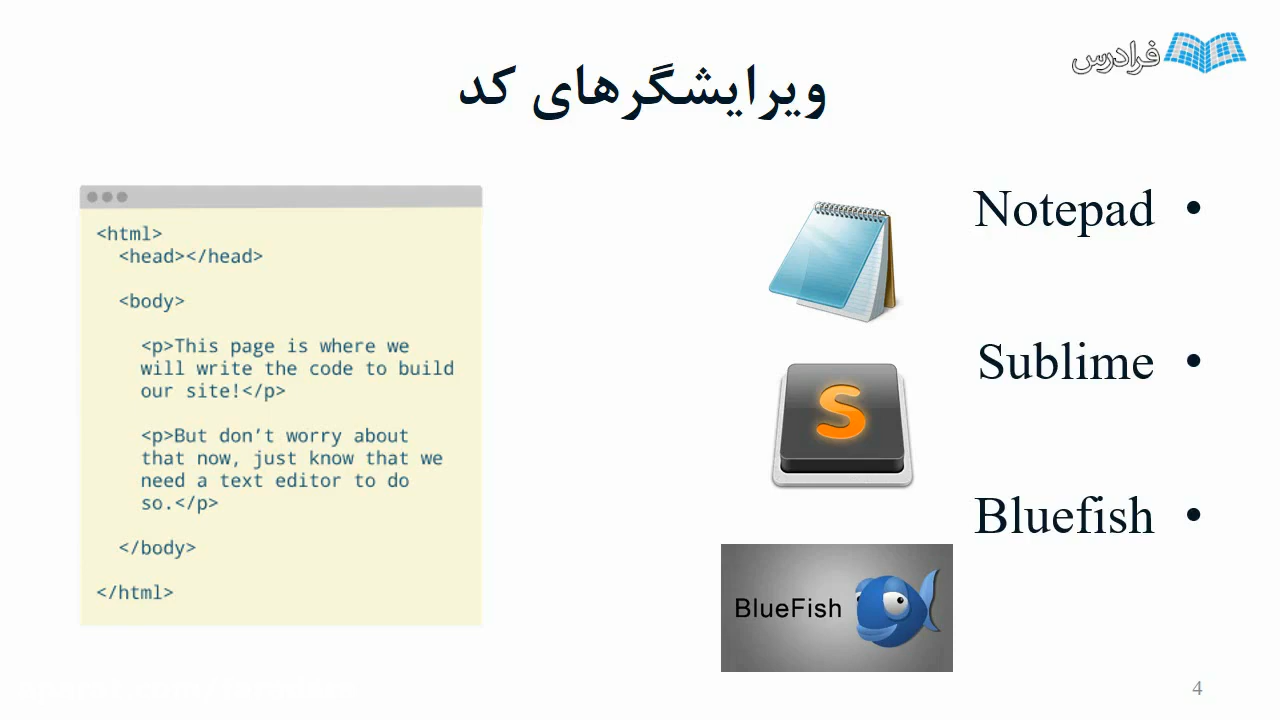 فرادرس
ویرایشگرهای کد
• Notepad
• Sublime
• Bluefish
S
BlueFish
<html>
<head></head>
<body>
<p>This page is where we
will write the code to build
our site!</p>
<p>But don’t worry about
that now, just know that we
need a text editor to do
so.</p>
</body>
</html>
4